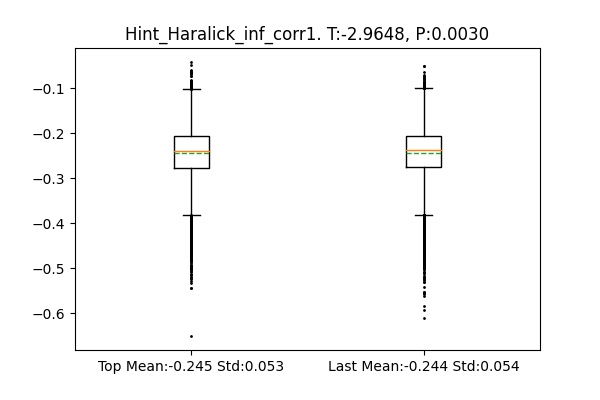 Hint_Haralick_inf_corr1. T:-2.9648, P:0.0030
−0.1
−0.2
−0.3
−0.4
−0.5
−0.6
Top Mean:-0.245 Std:0.053
Last Mean:-0.244 Std:0.054